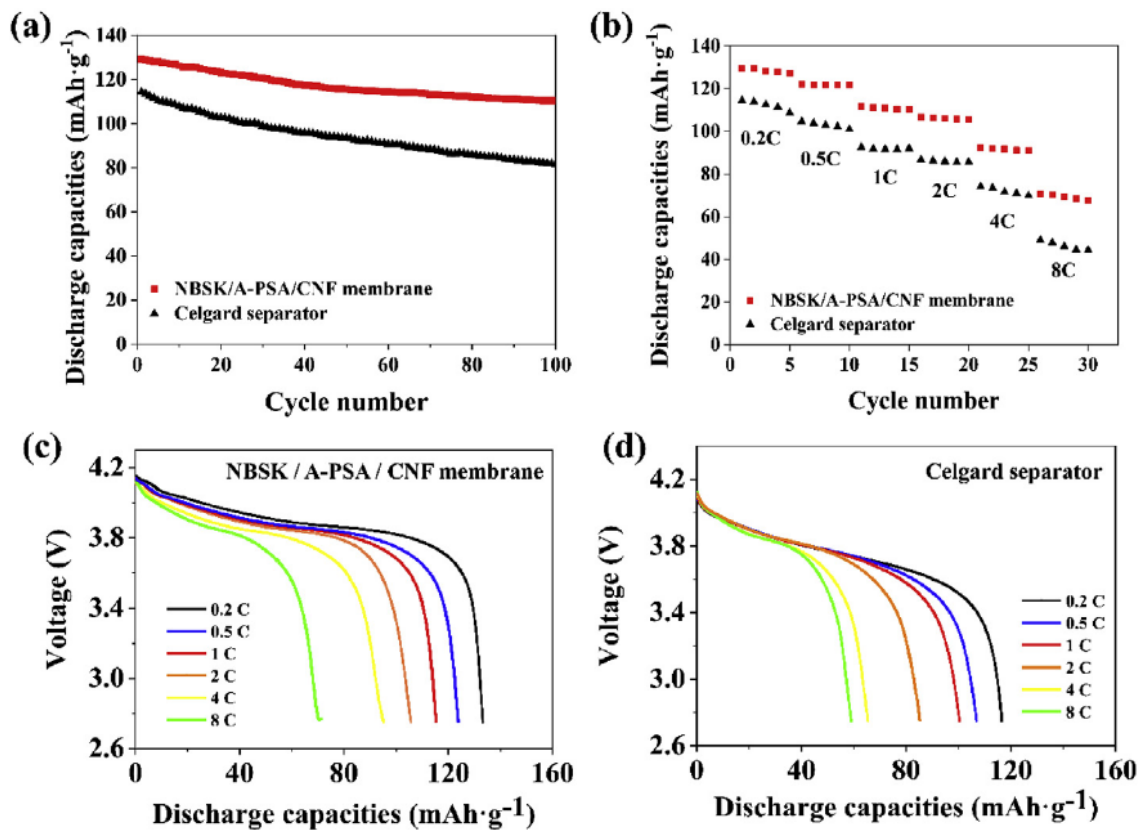 (a)
Discharge capacities (mAh·g⁻¹)
140
120
100
80
60
40
20
0
NBSK/A-PSA/CNF membrane
Celgard separator
0 20 40 60 80 100
Cycle number
(b)
Discharge capacities (mAh·g⁻¹)
140
120
100
80
60
40
20
0
0.2C
0.5C
1C
2C
4C
8C
NBSK/A-PSA/CNF membrane
Celgard separator
0 5 10 15 20 25 30
Cycle number
(c)
NBSK / A-PSA / CNF membrane
Voltage (V)
4.2
3.8
3.4
3.0
2.6
0.2 C
0.5 C
1 C
2 C
4 C
8 C
0 40 80 120 160
Discharge capacities (mAh·g⁻¹)
(d)
Celgard separator
Voltage (V)
4.2
3.8
3.4
3.0
2.6
0.2 C
0.5 C
1 C
2 C
4 C
8 C
0 40 80 120 160
Discharge capacities (mAh·g⁻¹)